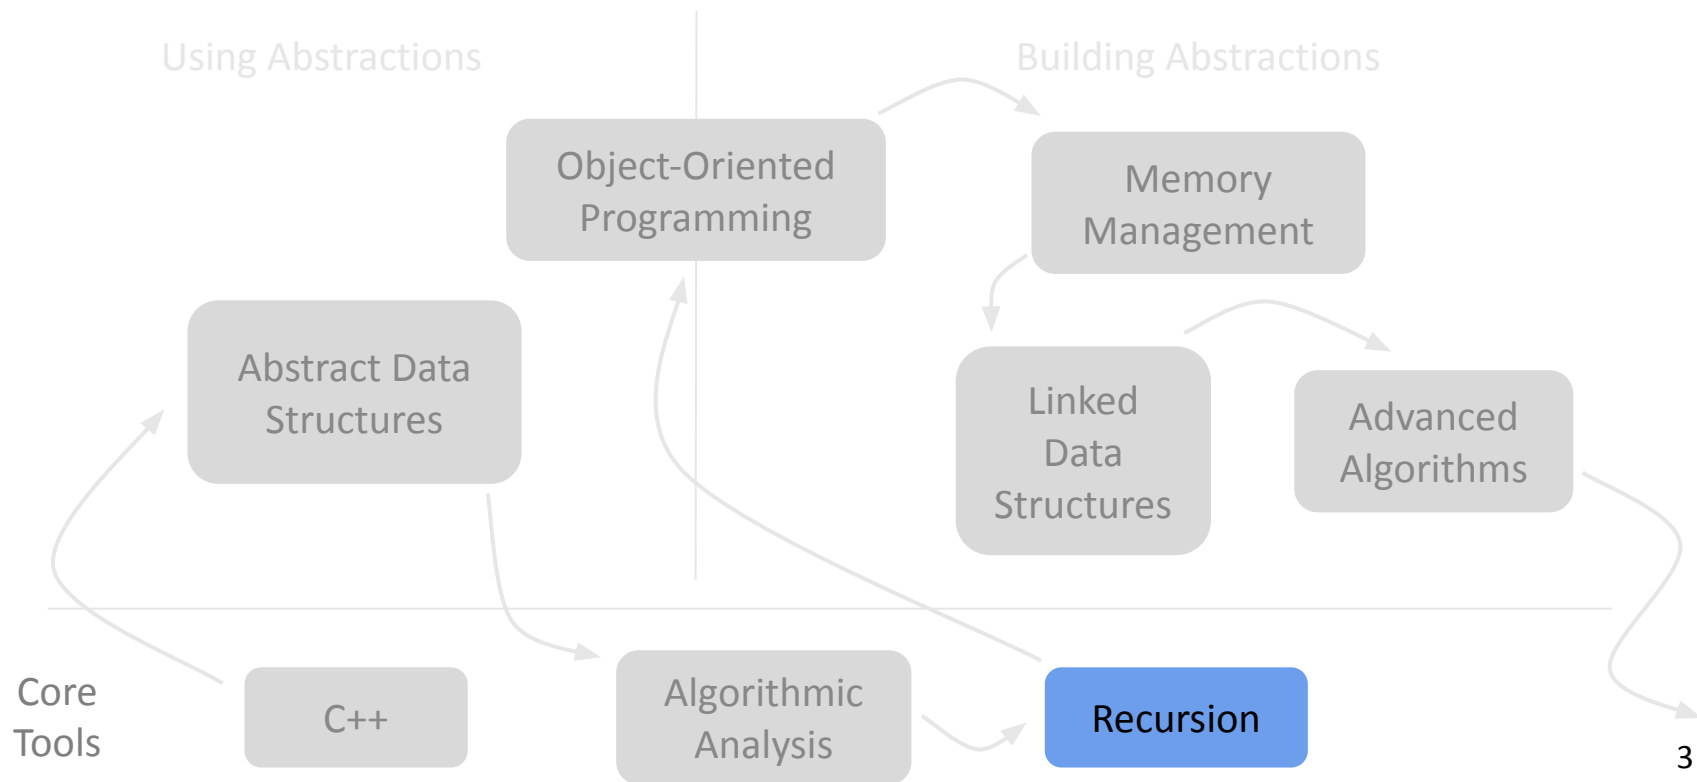 Using Abstractions
Building Abstractions
Object-Oriented
Programming
Memory
Management
Abstract Data
Structures
Linked
Data
Structures
Advanced
Algorithms
Core
Tools
C++
Algorithmic
Analysis
Recursion
3